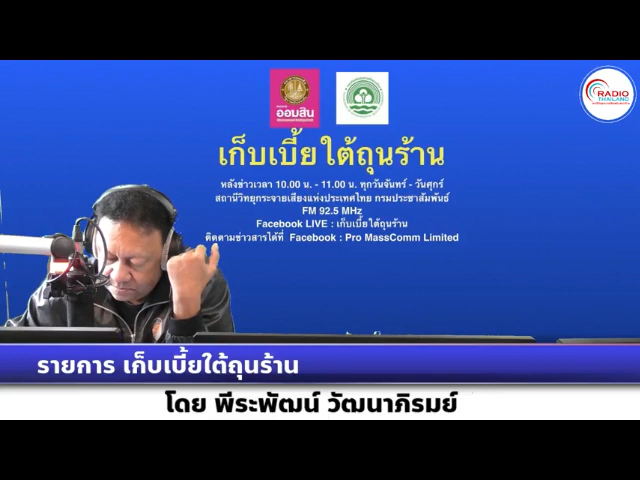 RADIO
THAILAND
ออมสิน
เก็บเบี้ยใต้ถุนร้าน
หลังข่าวเวลา 10.00 น. - 11.00 น. ทุกวันจันทร์ - วันศุกร์
สถานีวิทยุกระจายเสียงแห่งประเทศไทย กรมประชาสัมพันธ์
FM 92.5 MHz
Facebook LIVE : เก็บเบี้ยใต้ถุนร้าน
ติดตามข่าวสารได้ที่ Facebook : Pro MassComm Limited
รายการ เก็บเบี้ยใต้ถุนร้าน
โดย พีระพัฒน์ วัฒนาภิรมย์